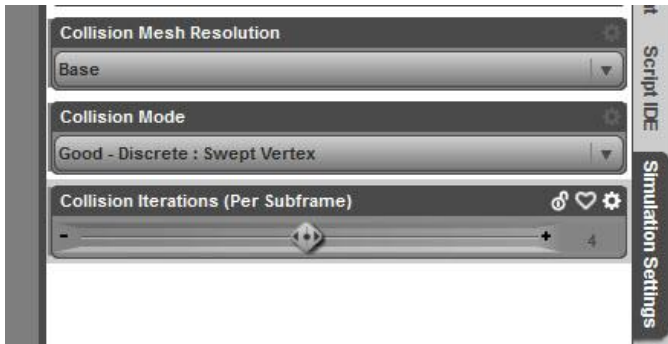 Collision Mesh Resolution
Base
Collision Mode
Good - Discrete : Swept Vertex
Collision Iterations (Per Subframe)
- + 4
Script IDE
Simulation Settings